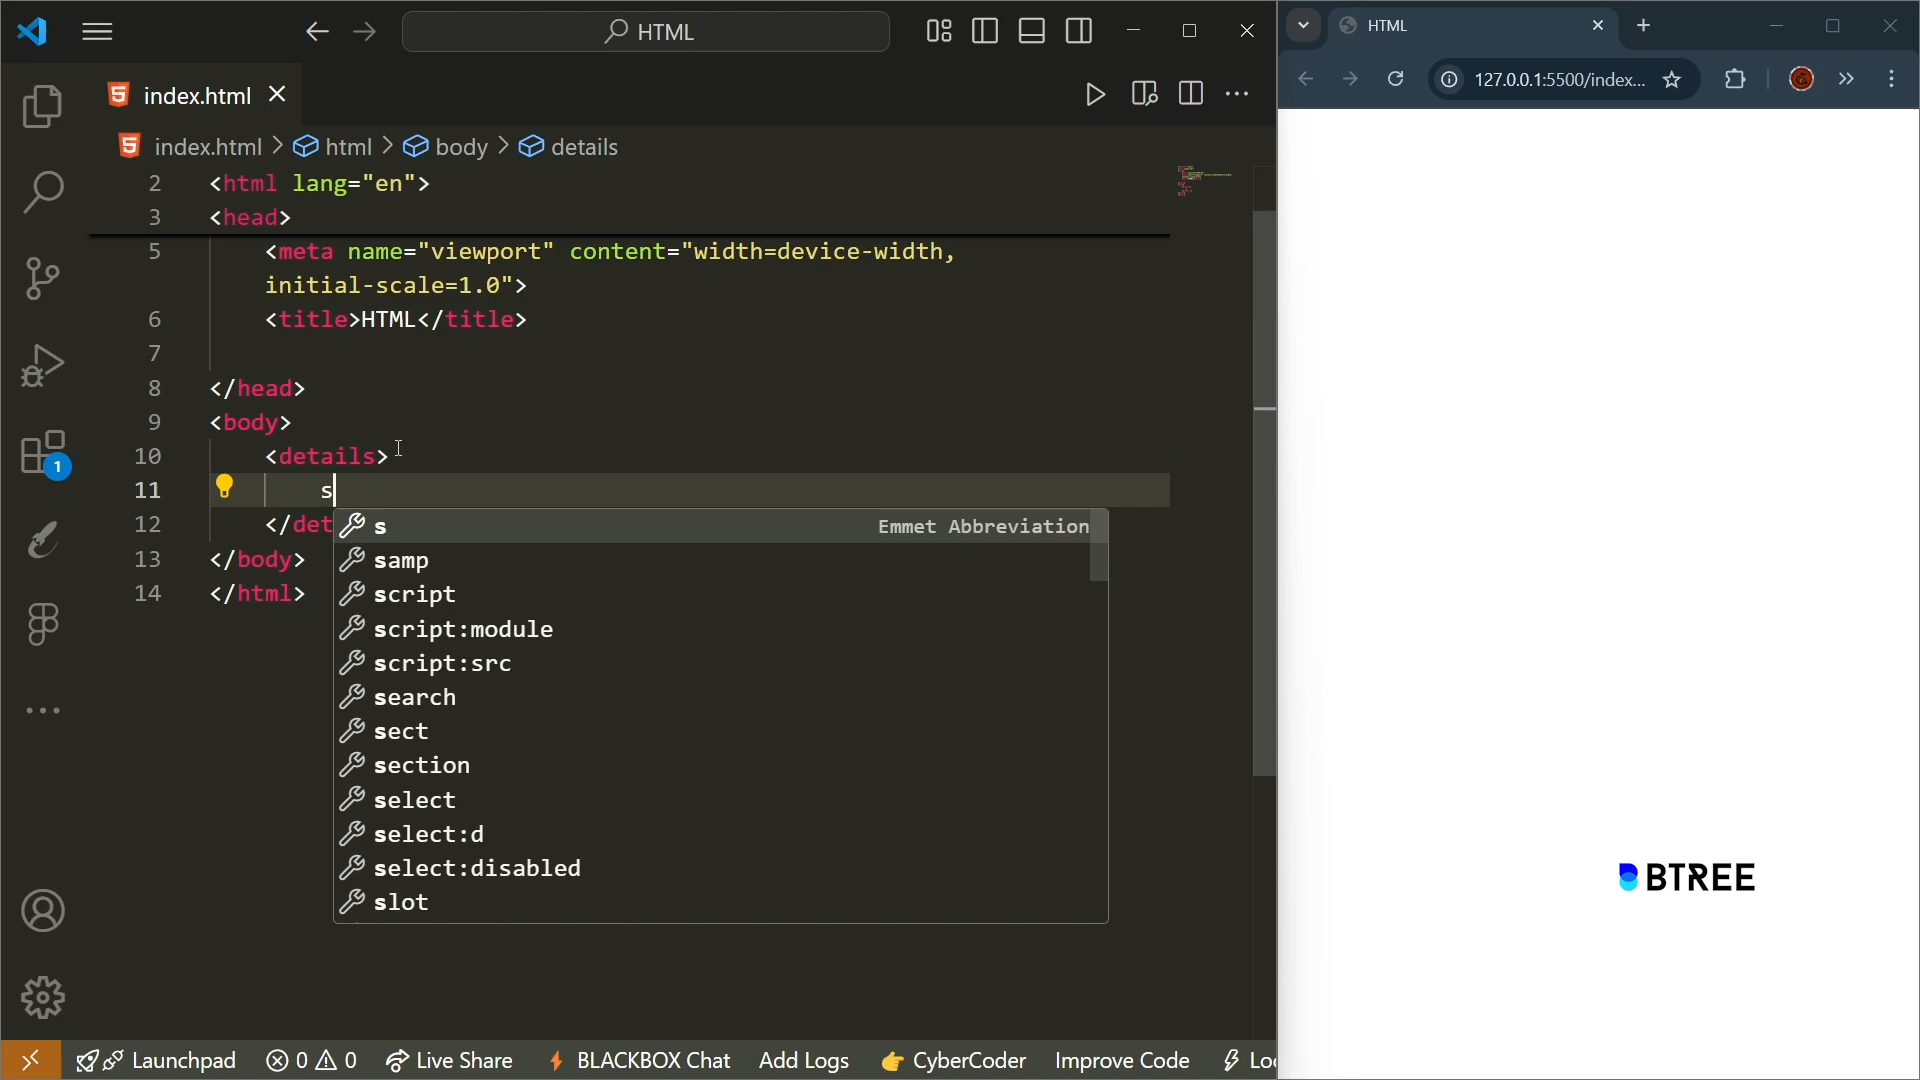 HTML
HTML
127.0.0.1:5500/index...
index.html
index.html > html > body > details
2 <html lang="en">
3 <head>
5 <meta name="viewport" content="width=device-width,
initial-scale=1.0">
6 <title>HTML</title>
7
8 </head>
9 <body>
10 <details>
11 s
12 </det
13 </body>
14 </html>
s Emmet Abbreviation
samp
script
script:module
script:src
search
sect
section
select
select:d
select:disabled
slot
1
BTREE
Launchpad 0 0 Live Share BLACKBOX Chat Add Logs CyberCoder Improve Code